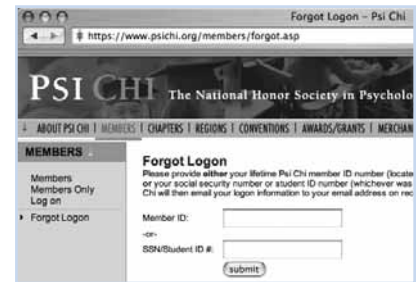 Forgot Logon – Psi Chi
https://www.psichi.org/members/forgot.asp
PSI CHI The National Honor Society in Psycholo
ABOUT PSI CHI | MEMBERS | CHAPTERS | REGIONS | CONVENTIONS | AWARDS/GRANTS | MERCHAN
MEMBERS
Members
Members Only
Log on
Forgot Logon
Forgot Logon
Please provide either your lifetime Psi Chi member ID number (locate
or your social security number or student ID number (whichever was
Chi will then email your logon information to your email address on rec
Member ID:
-or-
SSN/Student ID #:
submit